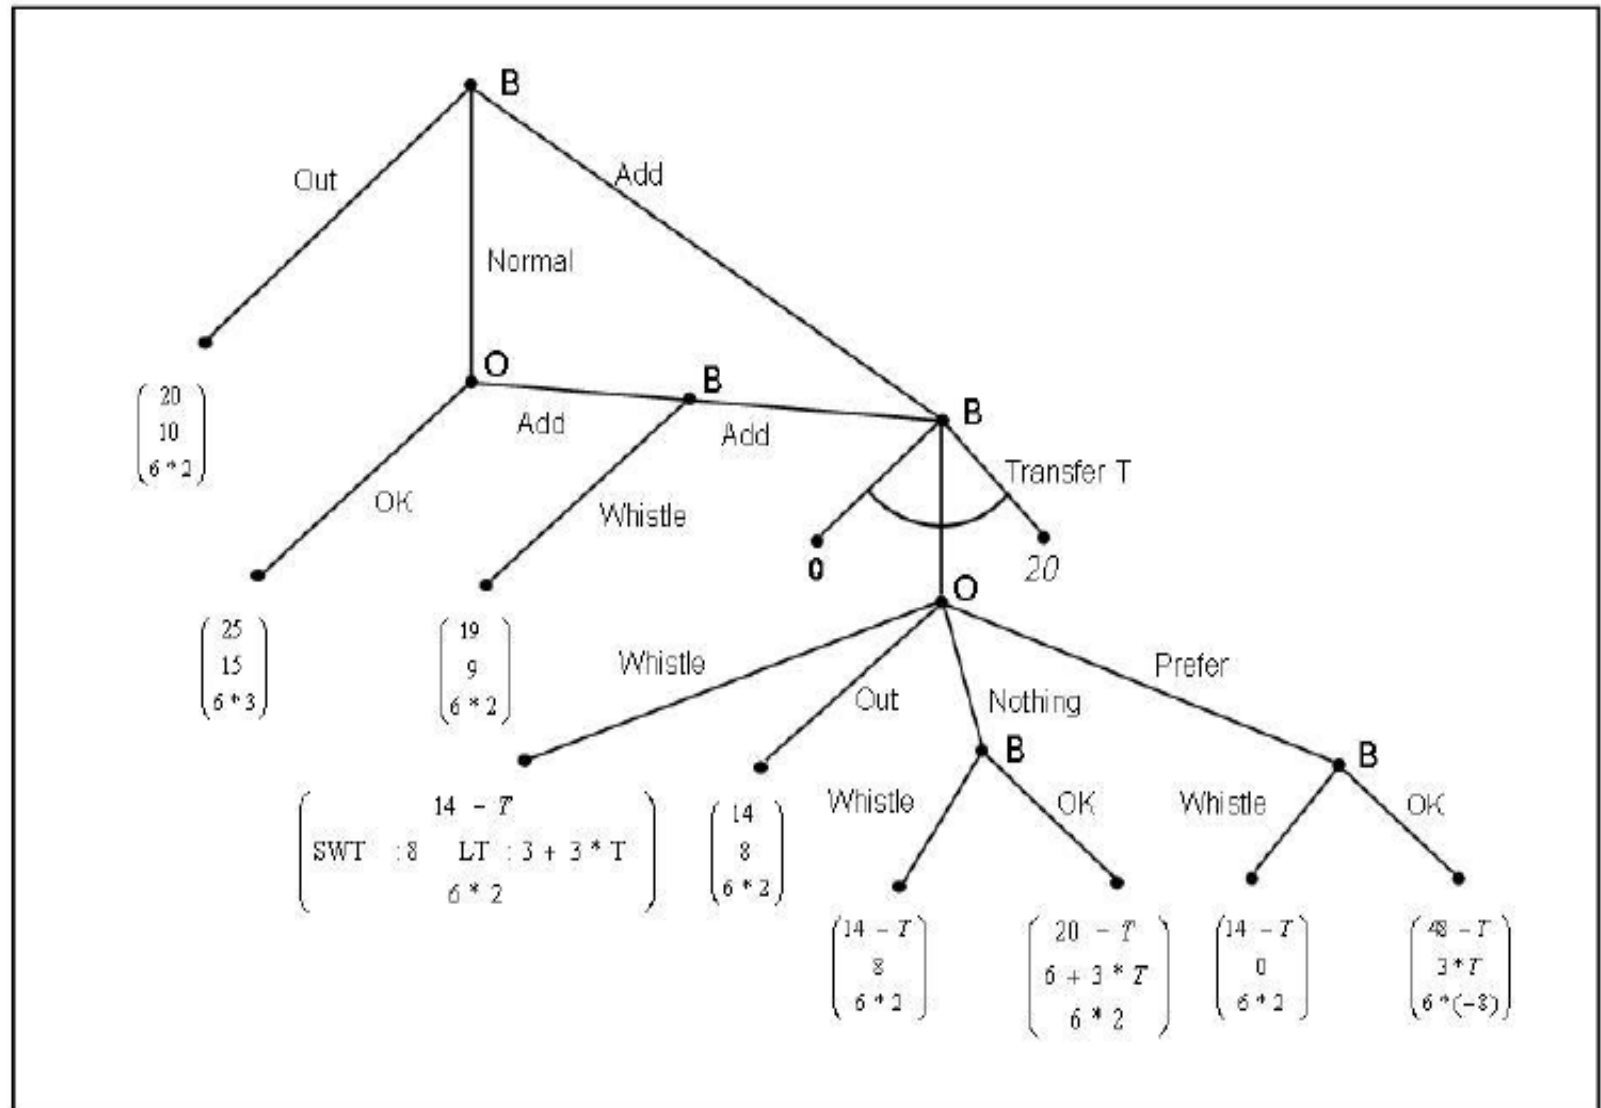 B
Out
Add
Normal
O
B
B
Add
Add
20
10
6 * 2
OK
Whistle
Transfer T
0
20
O
25
15
6 * 3
19
9
6 * 2
Whistle
Out
Nothing
Prefer
B
B
Whistle
OK
Whistle
OK
14 - T
SWT : 8 LT : 3 + 3 * T
6 * 2
14
8
6 * 2
14 - T
8
6 * 2
20 - T
6 + 3 * T
6 * 2
14 - T
0
6 * 2
48 - T
3 * T
6 * (-8)